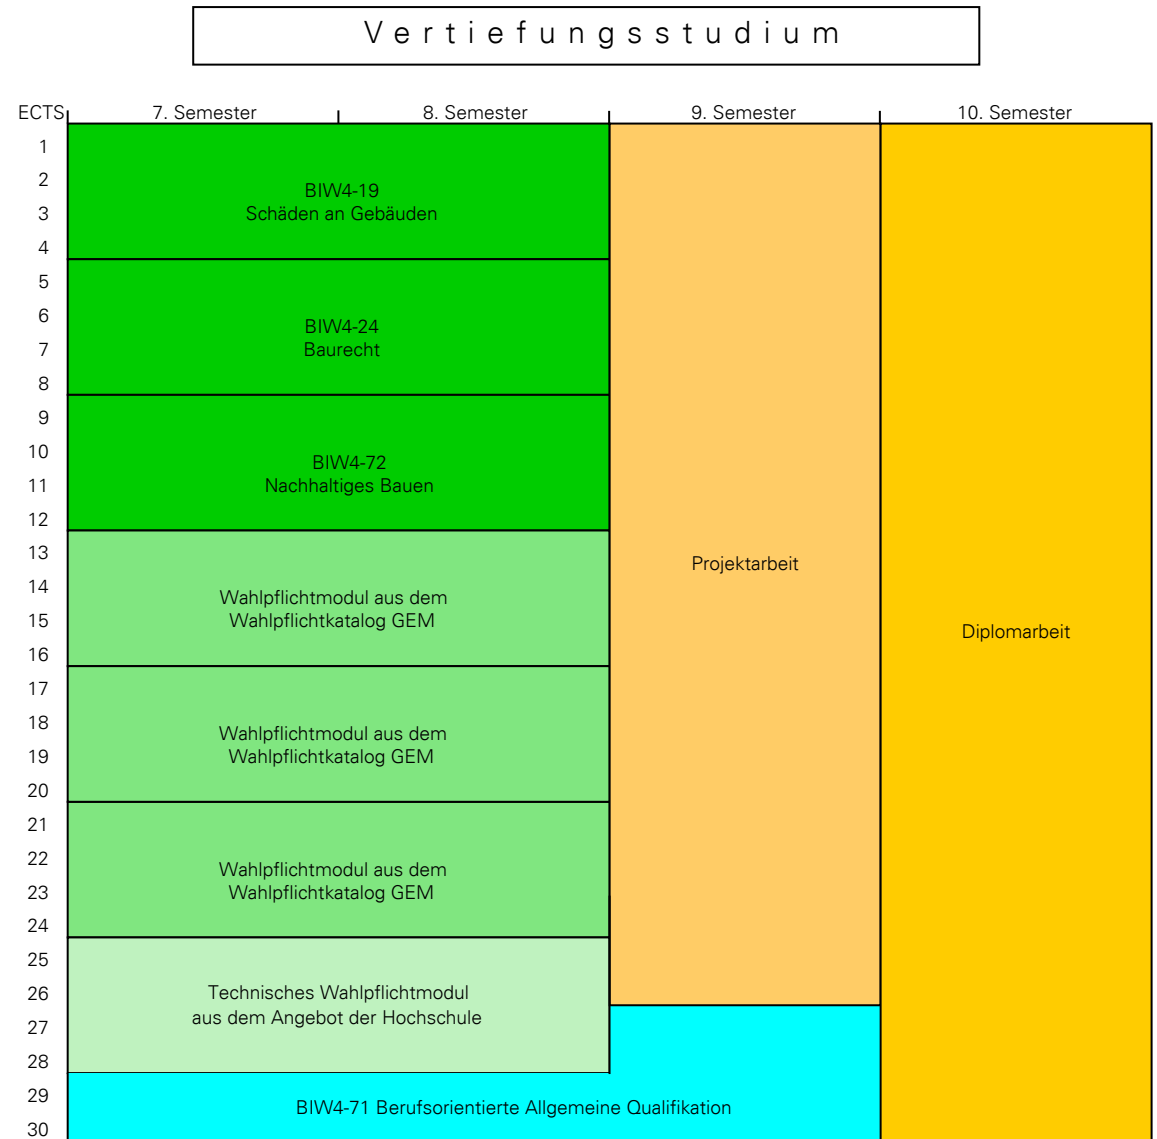 Vertiefungsstudium
ECTS 7. Semester 8. Semester 9. Semester 10. Semester
1
2
3
4
5
6
7
8
9
10
11
12
13
14
15
16
17
18
19
20
21
22
23
24
25
26
27
28
29
30
BIW4-19
Schäden an Gebäuden
BIW4-24
Baurecht
BIW4-72
Nachhaltiges Bauen
Wahlpflichtmodul aus dem
Wahlpflichtkatalog GEM
Wahlpflichtmodul aus dem
Wahlpflichtkatalog GEM
Wahlpflichtmodul aus dem
Wahlpflichtkatalog GEM
Technisches Wahlpflichtmodul
aus dem Angebot der Hochschule
BIW4-71 Berufsorientierte Allgemeine Qualifikation
Projektarbeit
Diplomarbeit